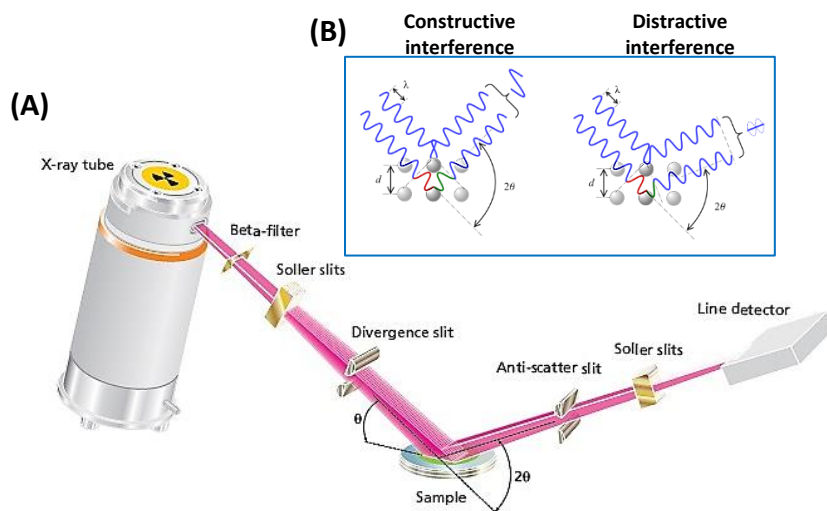 (B)
Constructive
interference
Distractive
interference
λ
d
2θ
λ
d
2θ
(A)
X-ray tube
Beta-filter
Soller slits
Divergence slit
Anti-scatter slit
Soller slits
Line detector
θ
2θ
Sample